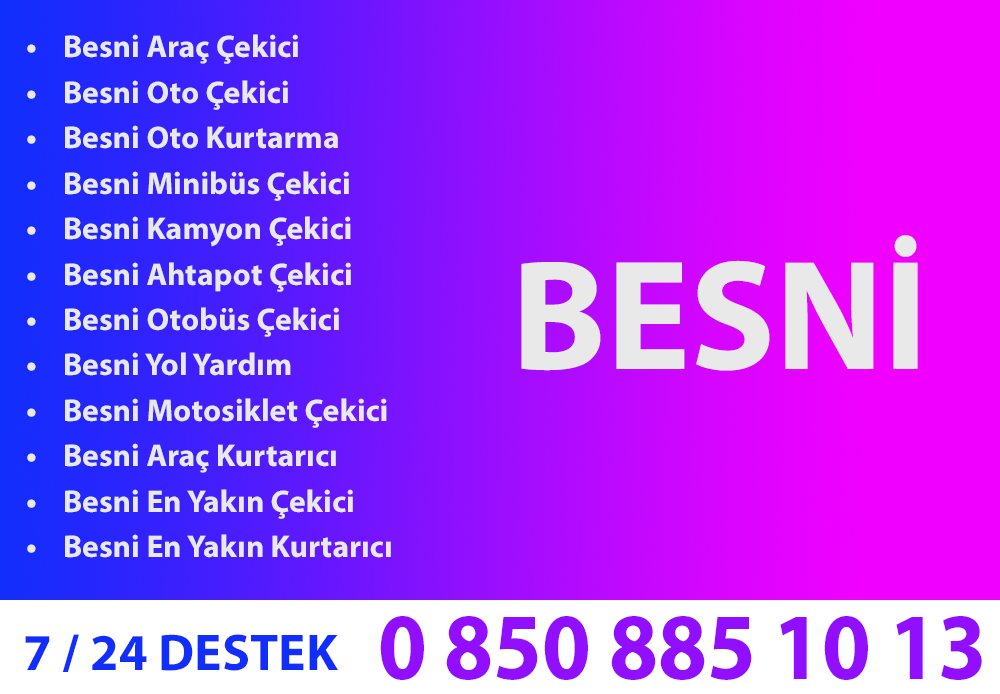 • Besni Araç Çekici
• Besni Oto Çekici
• Besni Oto Kurtarma
• Besni Minibüs Çekici
• Besni Kamyon Çekici
• Besni Ahtapot Çekici
• Besni Otobüs Çekici
• Besni Yol Yardım
• Besni Motosiklet Çekici
• Besni Araç Kurtarıcı
• Besni En Yakın Çekici
• Besni En Yakın Kurtarıcı
BESNİ
7 / 24 DESTEK 0 850 885 10 13